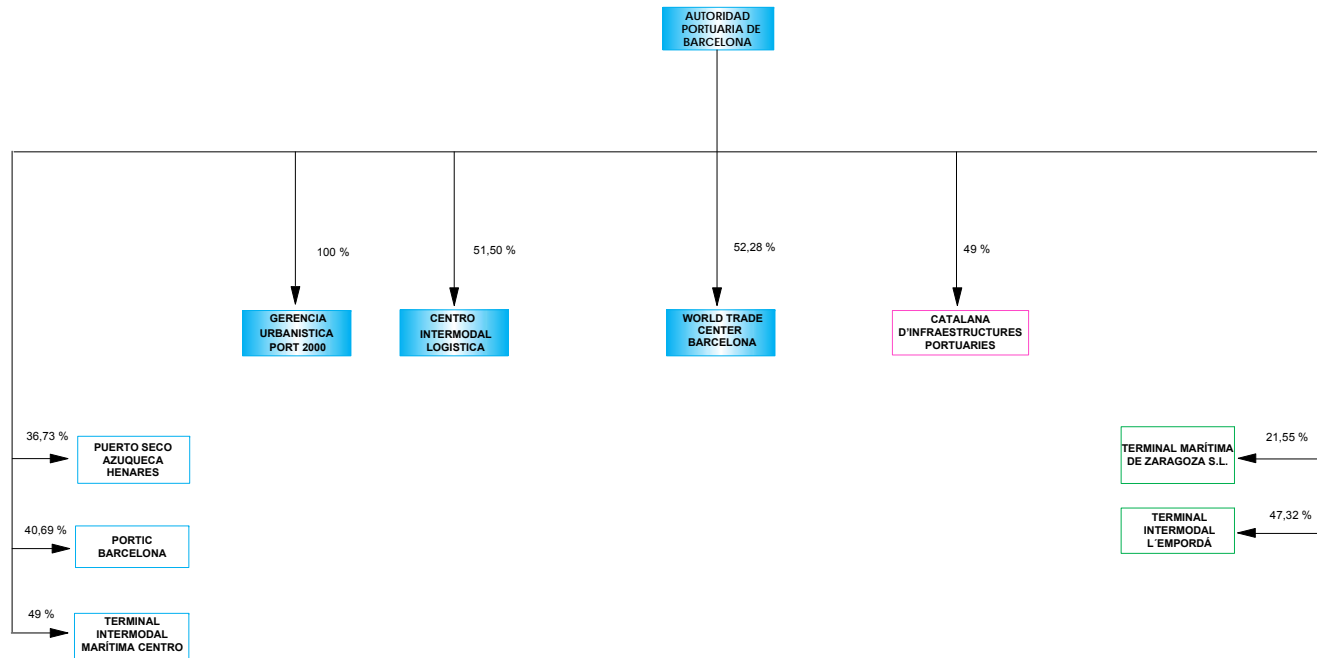 AUTORIDAD
PORTUARIA DE
BARCELONA
100 %
51,50 %
52,28 %
49 %
GERENCIA
URBANISTICA
PORT 2000
CENTRO
INTERMODAL
LOGISTICA
WORLD TRADE
CENTER
BARCELONA
CATALANA
D'INFRAESTRUCTURES
PORTUARIES
36,73 %
PUERTO SECO
AZUQUECA
HENARES
TERMINAL MARÍTIMA
DE ZARAGOZA S.L.
21,55 %
40,69 %
PORTIC
BARCELONA
TERMINAL
INTERMODAL
L´EMPORDÁ
47,32 %
49 %
TERMINAL
INTERMODAL
MARÍTIMA CENTRO